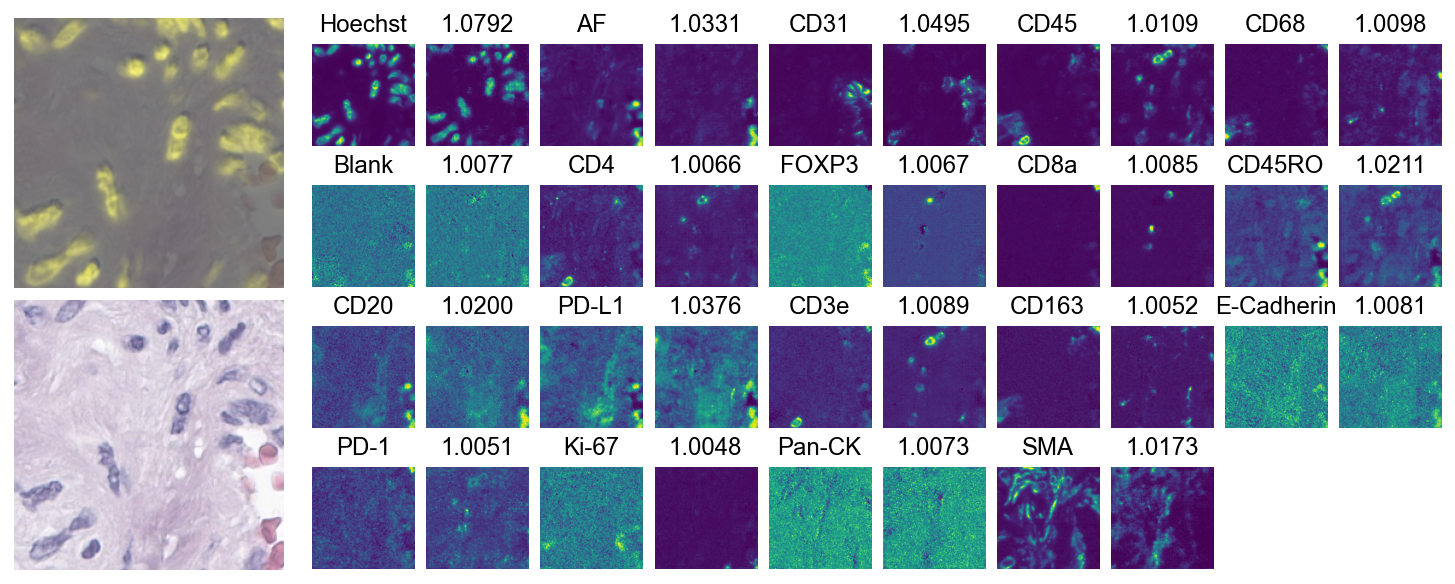 Hoechst 1.0792 AF 1.0331 CD31 1.0495 CD45 1.0109 CD68 1.0098
Blank 1.0077 CD4 1.0066 FOXP3 1.0067 CD8a 1.0085 CD45RO 1.0211
CD20 1.0200 PD-L1 1.0376 CD3e 1.0089 CD163 1.0052 E-Cadherin 1.0081
PD-1 1.0051 Ki-67 1.0048 Pan-CK 1.0073 SMA 1.0173